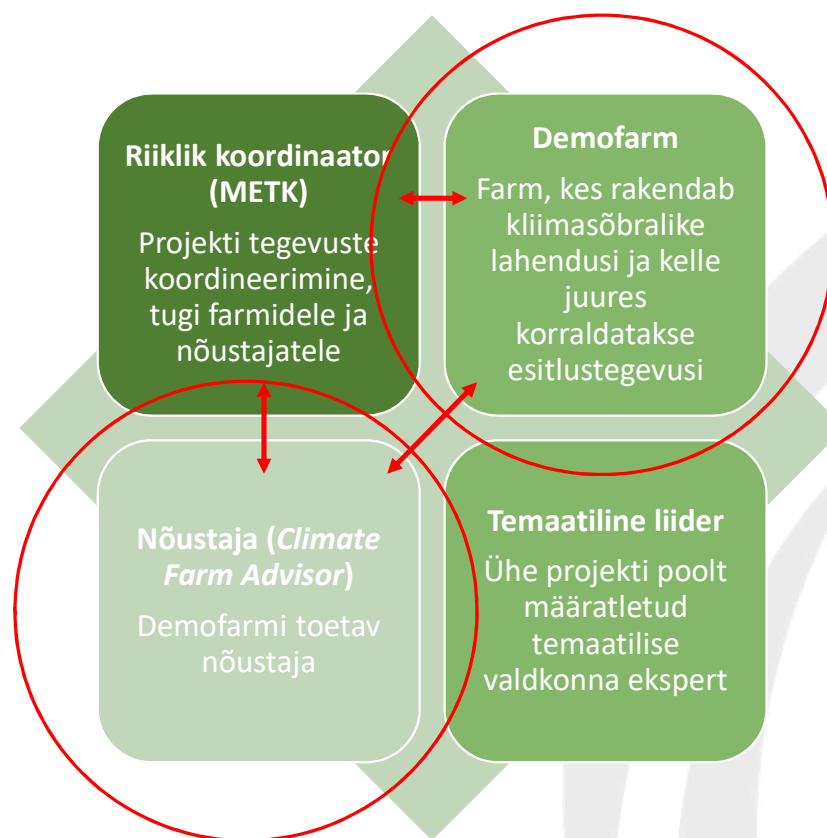 Riiklik koordinaator
(METK)
Projekti tegevuste
koordineerimine,
tugi farmidele ja
nõustajatele
Demofarm
Farm, kes rakendab
kliimasõbralike
lahendusi ja kelle
juures
korraldatakse
esitlustegevusi
Nõustaja (Climate
Farm Advisor)
Demofarmi toetav
nõustaja
Temaatiline liider
Ühe projekti poolt
määratletud
temaatilise
valdkonna ekspert